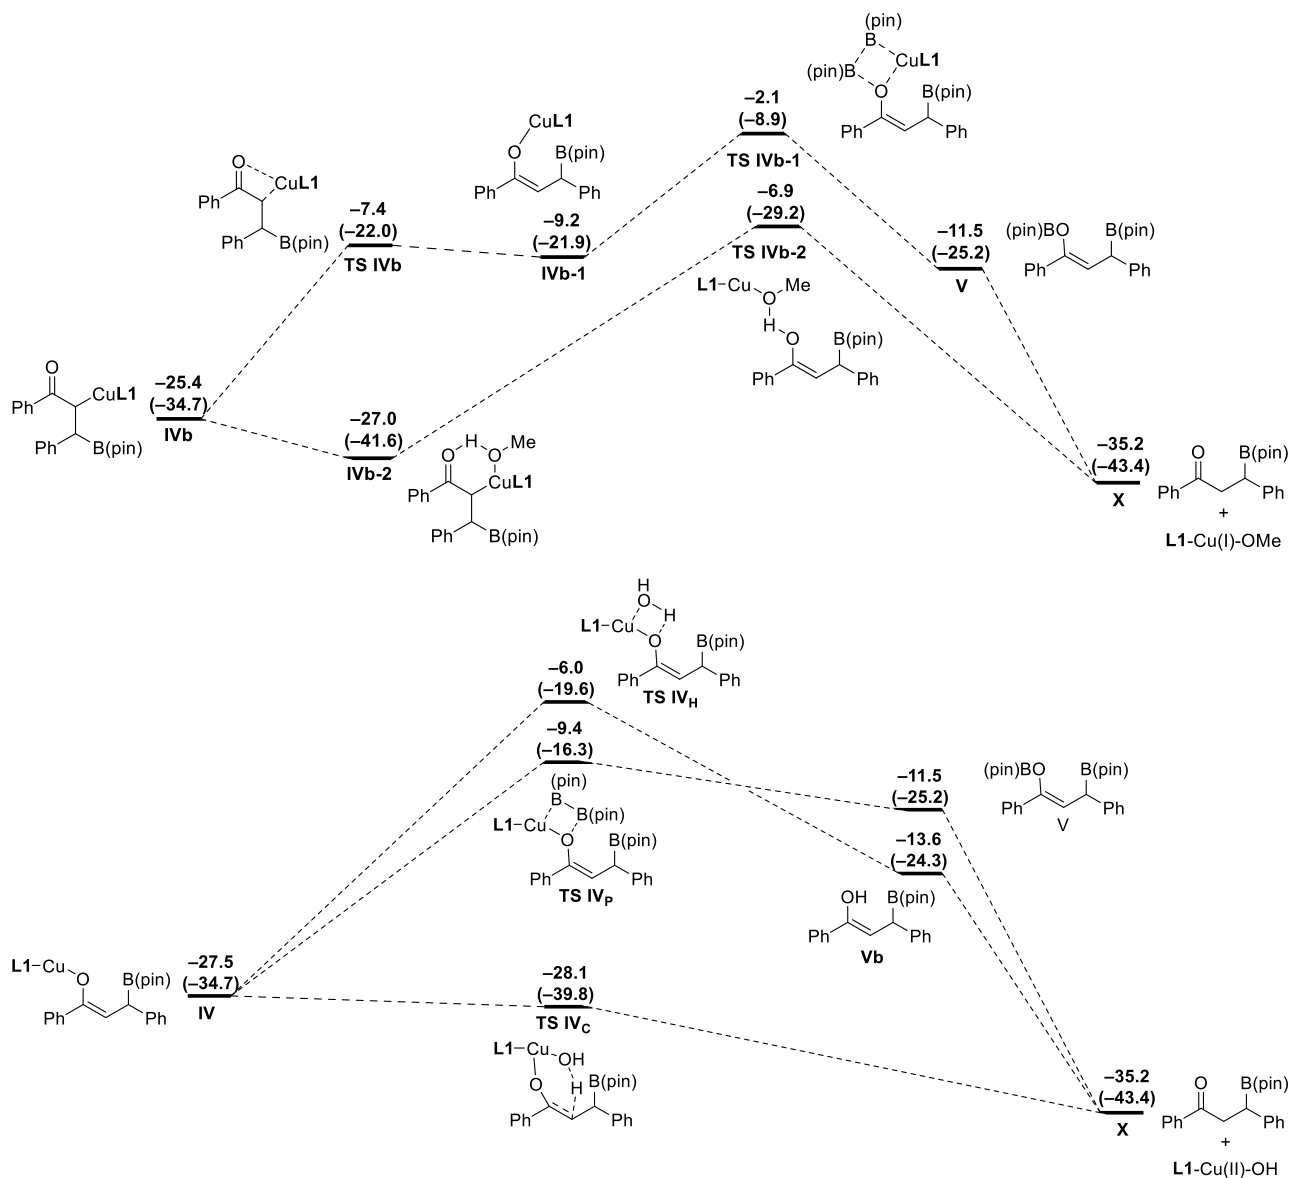 (pin)
B
CuL1
(pin)B
O
B(pin)
Ph
Ph
–2.1
(–8.9)
TS IVb-1
CuL1
O
B(pin)
Ph
Ph
O
CuL1
Ph
Ph
B(pin)
–7.4
(–22.0)
TS IVb
–9.2
(–21.9)
IVb-1
–6.9
(–29.2)
TS IVb-2
–11.5
(–25.2)
V
(pin)BO
B(pin)
Ph
Ph
L1
Cu
Me
O
H
O
B(pin)
Ph
Ph
O
CuL1
Ph
Ph
B(pin)
–25.4
(–34.7)
IVb
–27.0
(–41.6)
IVb-2
O
H
O
Me
Ph
CuL1
Ph
B(pin)
–35.2
(–43.4)
X
O
B(pin)
Ph
Ph
+
L1-Cu(I)-OMe
H
O
H
L1
Cu
O
B(pin)
Ph
Ph
TS IVH
–6.0
(–19.6)
–9.4
(–16.3)
(pin)
B
B(pin)
L1
Cu
O
B(pin)
Ph
Ph
TS IVP
–11.5
(–25.2)
(pin)BO
B(pin)
Ph
Ph
V
–13.6
(–24.3)
OH
B(pin)
Ph
Ph
Vb
L1
Cu
O
B(pin)
Ph
Ph
–27.5
(–34.7)
IV
–28.1
(–39.8)
TS IVC
L1
Cu
OH
O
H
B(pin)
Ph
Ph
–35.2
(–43.4)
X
O
B(pin)
Ph
Ph
+
L1-Cu(II)-OH